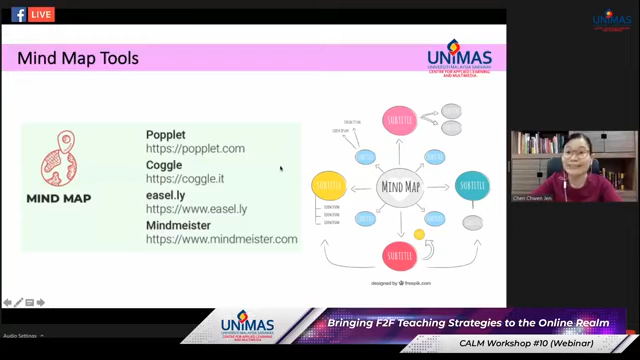 LIVE
UNIMAS
Mind Map Tools
UNIMAS
UNIVERSITI MALAYSIA SARAWAK
CENTRE FOR APPLIED LEARNING
AND MULTIMEDIA
MIND MAP
Popplet
https://popplet.com
Coggle
https://coggle.it
easel.ly
https://www.easel.ly
Mindmeister
https://www.mindmeister.com
SUBTITLE
SUBTITLE
MIND MAP
SUBTITLE
SUBTITLE
designed by freepik.com
Chen Chwen Jen
Audio Settings
UNIMAS
Bringing F2F Teaching Strategies to the Online Realm
CALM Workshop #10 (Webinar)